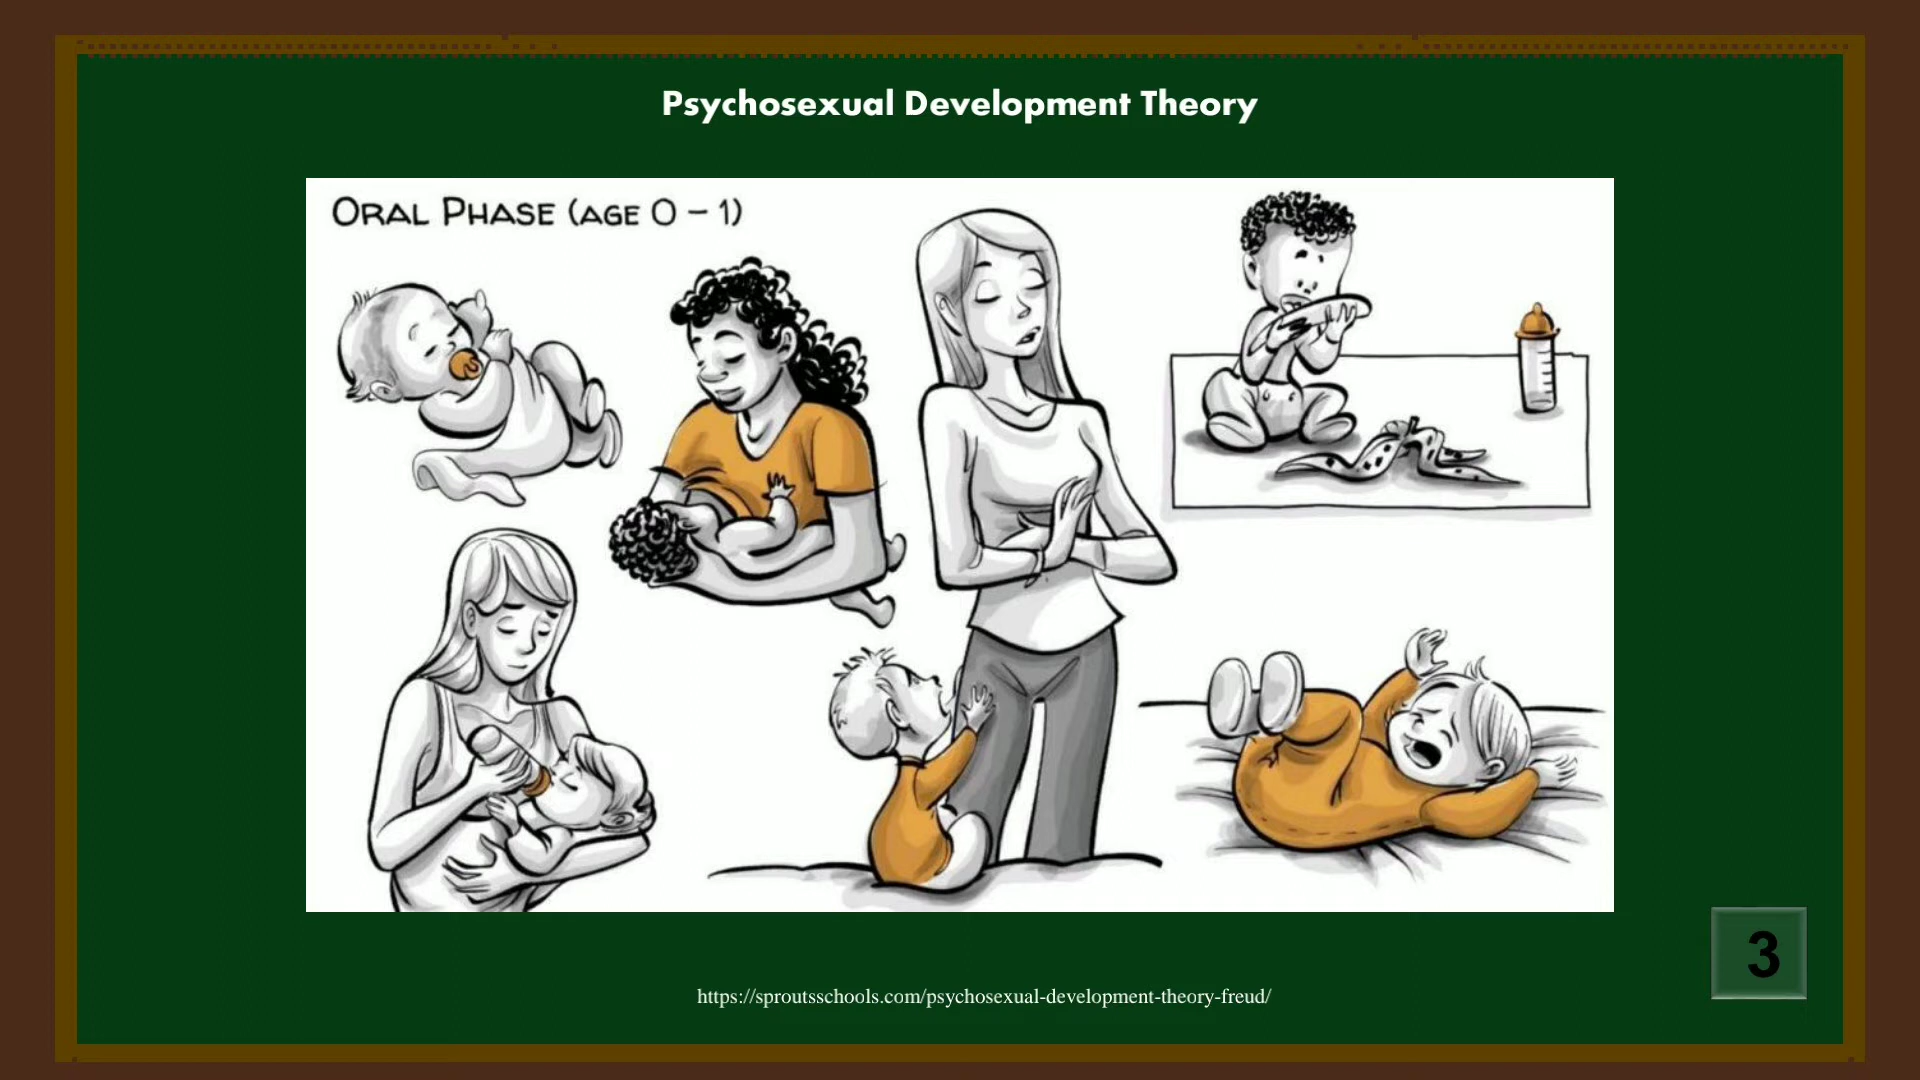 Psychosexual Development Theory
ORAL PHASE (AGE 0 – 1)
3
https://sproutsschools.com/psychosexual-development-theory-freud/